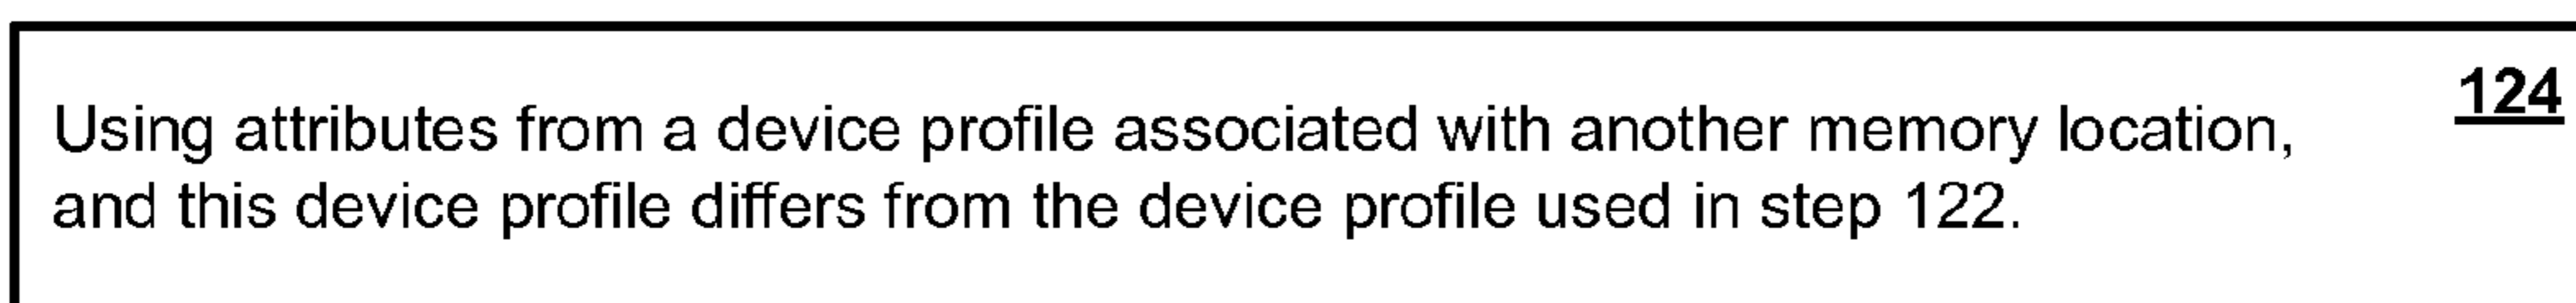 124
Using attributes from a device profile associated with another memory location,
and this device profile differs from the device profile used in step 122.